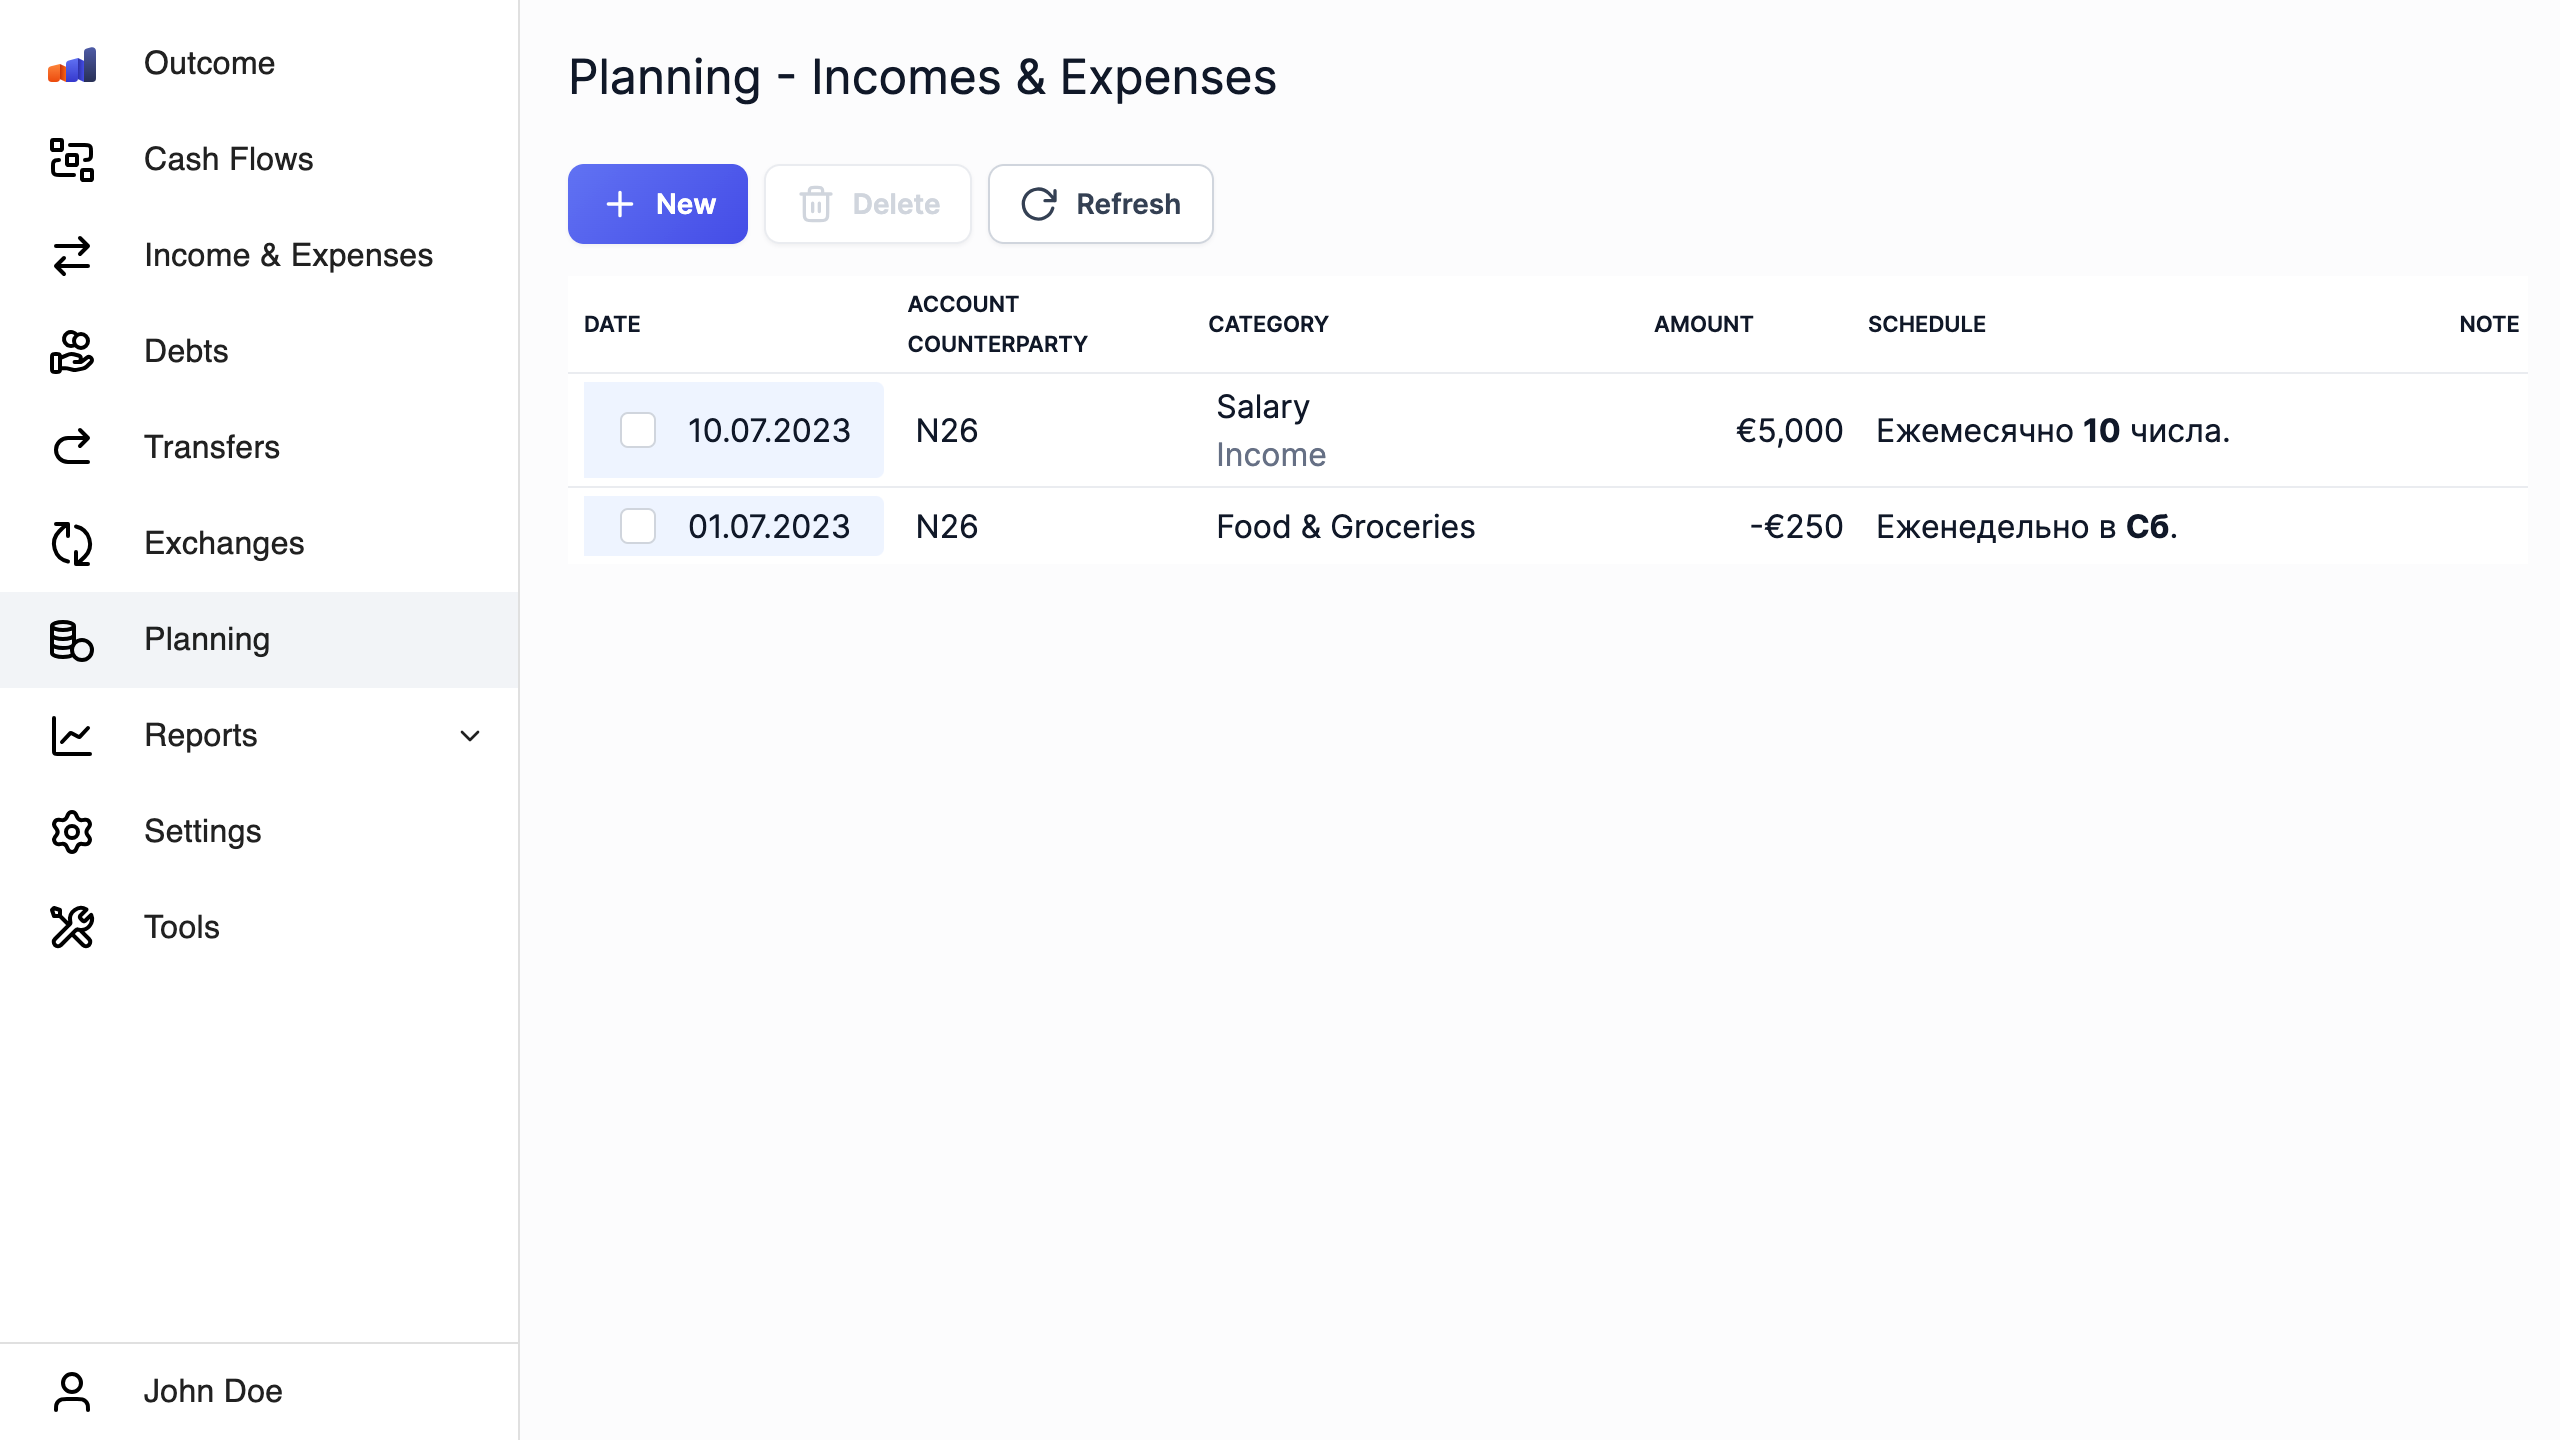 Outcome
Cash Flows
Income & Expenses
Debts
Transfers
Exchanges
Planning
Reports
Settings
Tools
John Doe
Planning - Incomes & Expenses
New
Delete
Refresh
DATE
ACCOUNT
COUNTERPARTY
CATEGORY
AMOUNT
SCHEDULE
NOTE
10.07.2023
N26
Salary
Income
€5,000
Ежемесячно 10 числа.
01.07.2023
N26
Food & Groceries
-€250
Еженедельно в Сб.